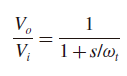 V_o / V_i = 1 / (1 + s/ω_t)